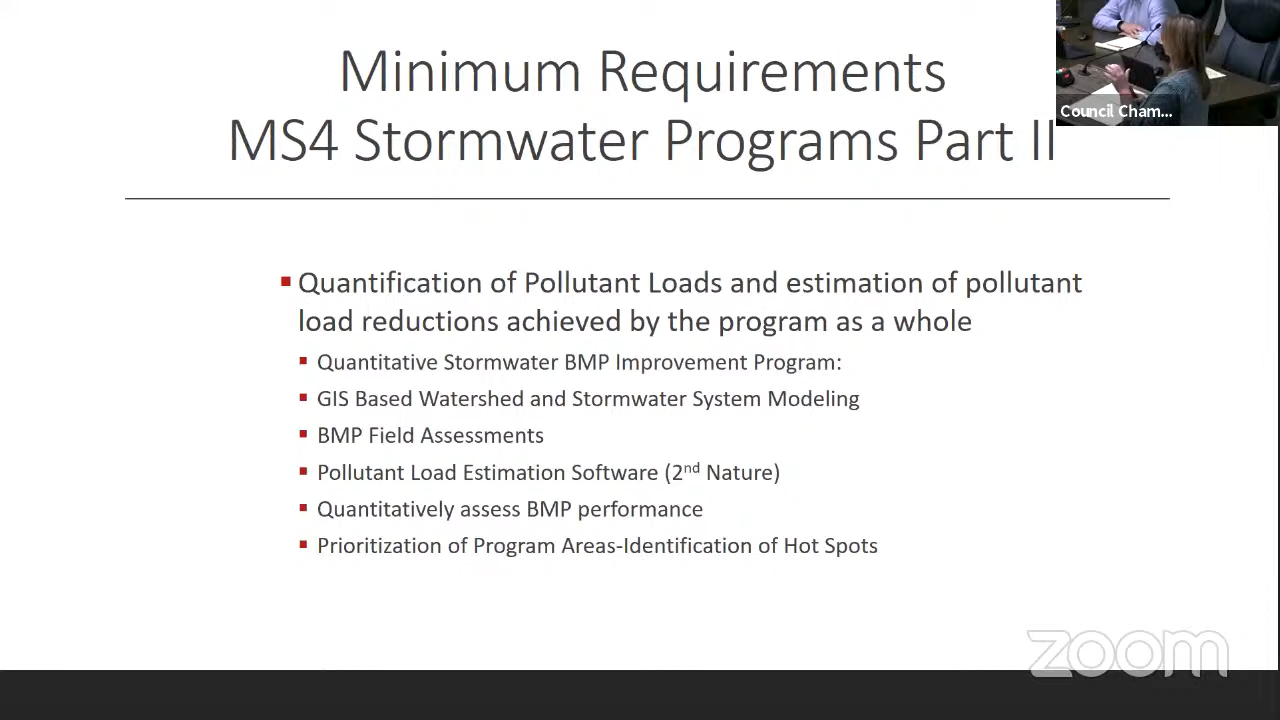 Minimum Requirements
MS4 Stormwater Programs Part II
Council Cham...
▪ Quantification of Pollutant Loads and estimation of pollutant
load reductions achieved by the program as a whole
▪ Quantitative Stormwater BMP Improvement Program:
▪ GIS Based Watershed and Stormwater System Modeling
▪ BMP Field Assessments
▪ Pollutant Load Estimation Software (2nd Nature)
▪ Quantitatively assess BMP performance
▪ Prioritization of Program Areas-Identification of Hot Spots
zoom